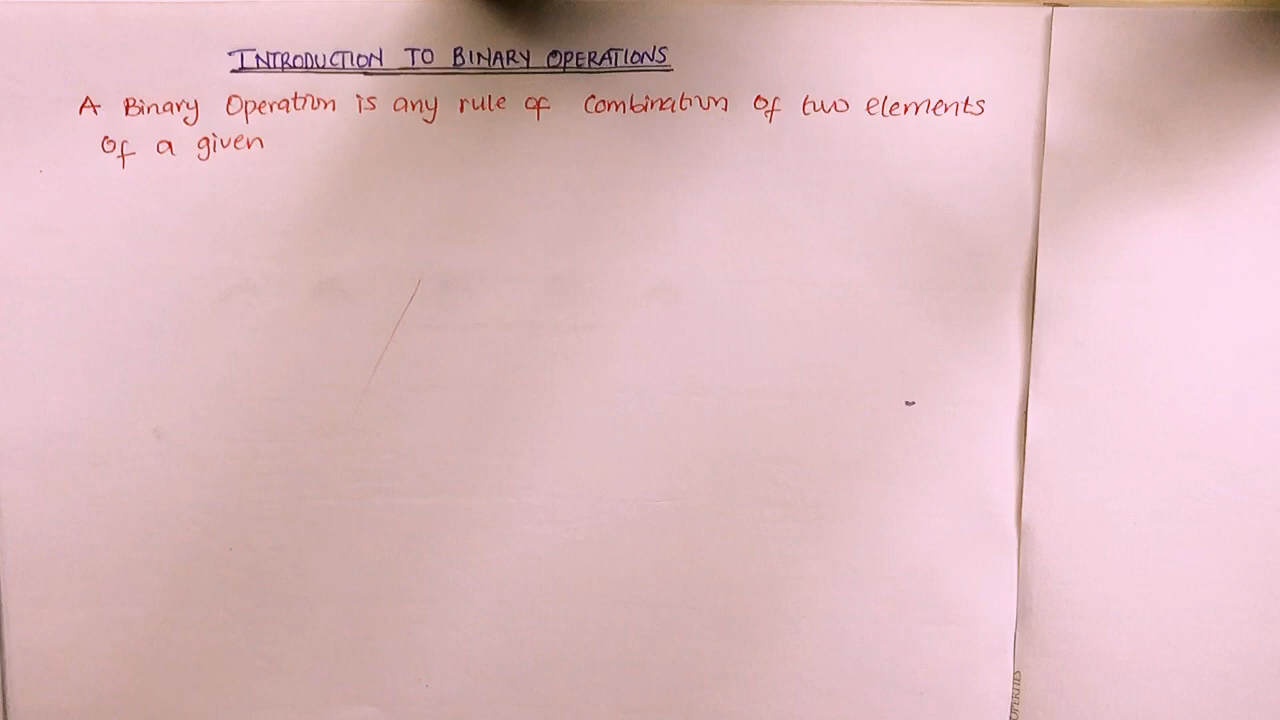 INTRODUCTION TO BINARY OPERATIONS
A Binary Operation is any rule of combination of two elements
of a given